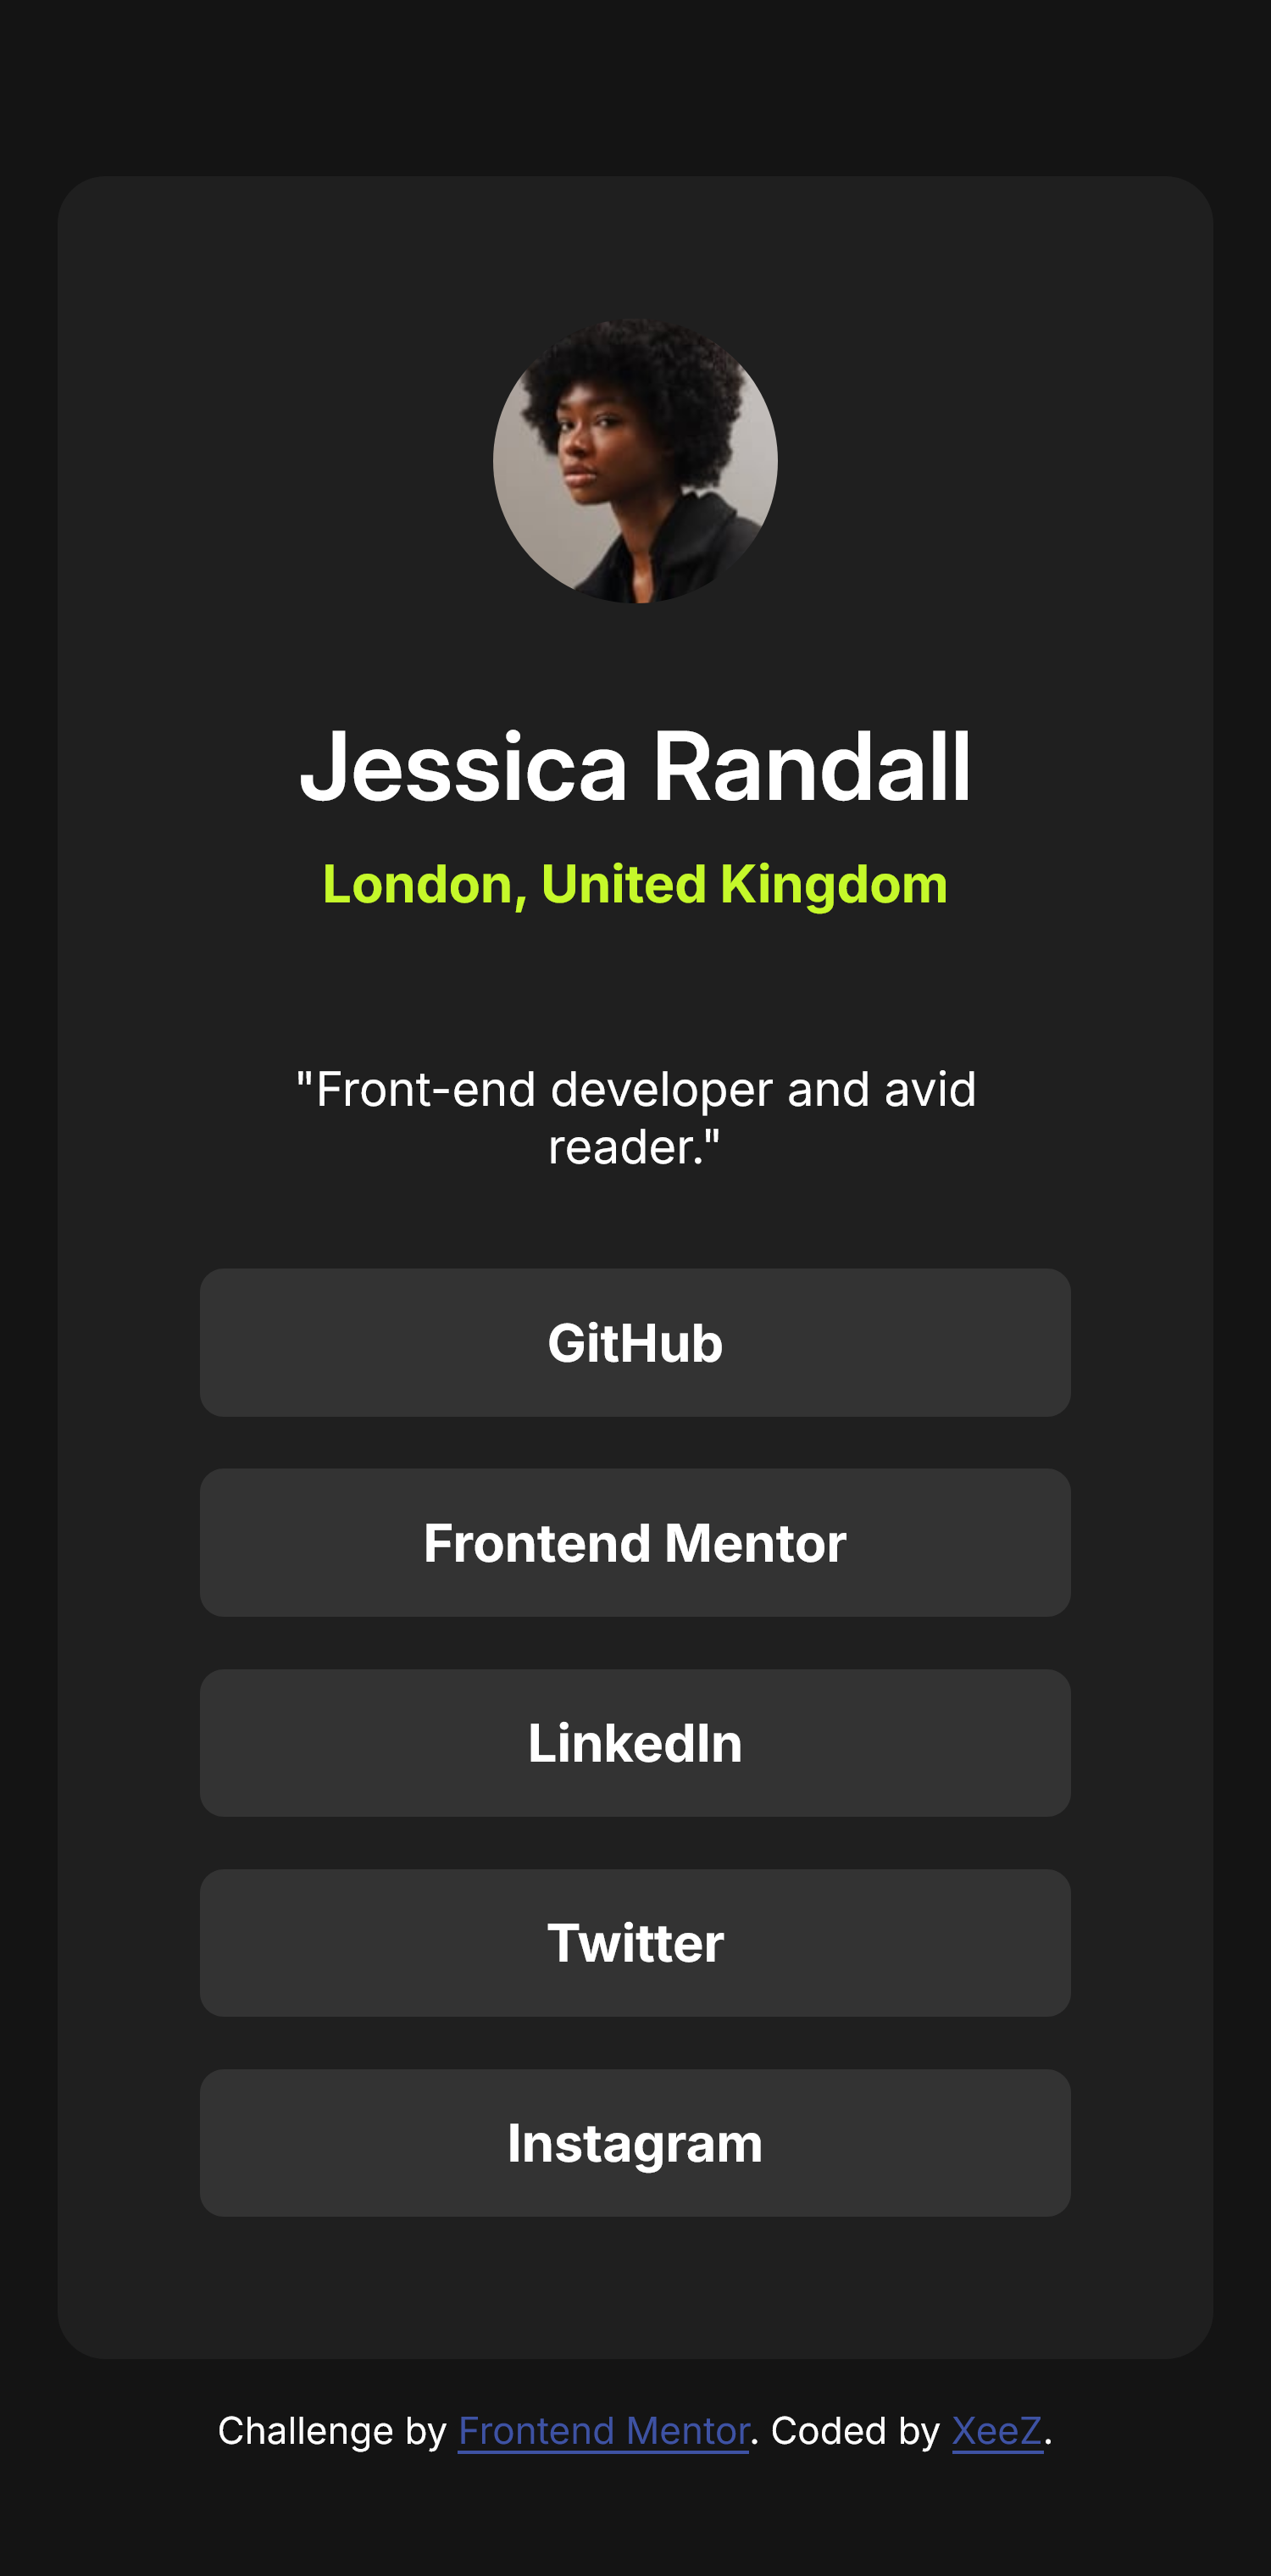 Jessica Randall
London, United Kingdom
"Front-end developer and avid
reader."
GitHub
Frontend Mentor
LinkedIn
Twitter
Instagram
Challenge by Frontend Mentor. Coded by XeeZ.